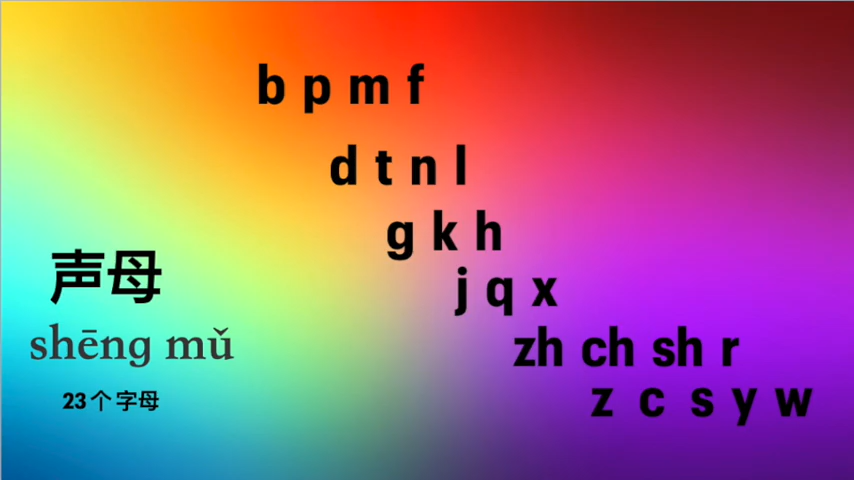 b p m f
d t n l
g k h
j q x
zh ch sh r
z c s y w
声母
shēng mǔ
23个字母